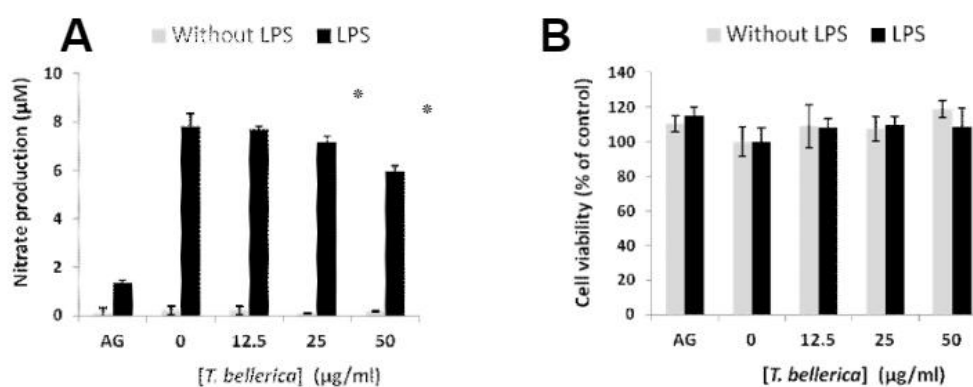 A
Without LPS LPS
Nitrate production (µM)
10
8
6
4
2
0
AG 0 12.5 25 50
[T. bellerica] (µg/ml)
*
*
B
Without LPS LPS
Cell viability (% of control)
140
120
100
80
60
40
20
0
AG 0 12.5 25 50
[T. bellerica] (µg/ml)